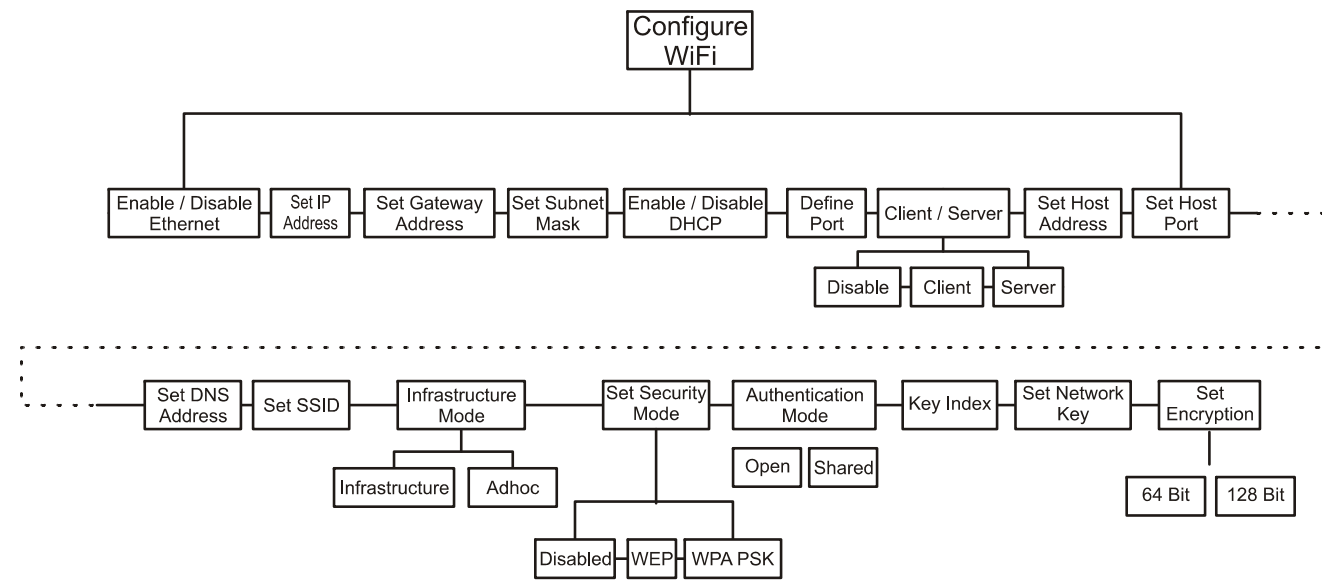 Configure
WiFi
Enable / Disable
Ethernet
Set IP
Address
Set Gateway
Address
Set Subnet
Mask
Enable / Disable
DHCP
Define
Port
Client / Server
Set Host
Address
Set Host
Port
Disable
Client
Server
Set DNS
Address
Set SSID
Infrastructure
Mode
Set Security
Mode
Authentication
Mode
Key Index
Set Network
Key
Set
Encryption
Infrastructure
Adhoc
Open
Shared
64 Bit
128 Bit
Disabled
WEP
WPA PSK